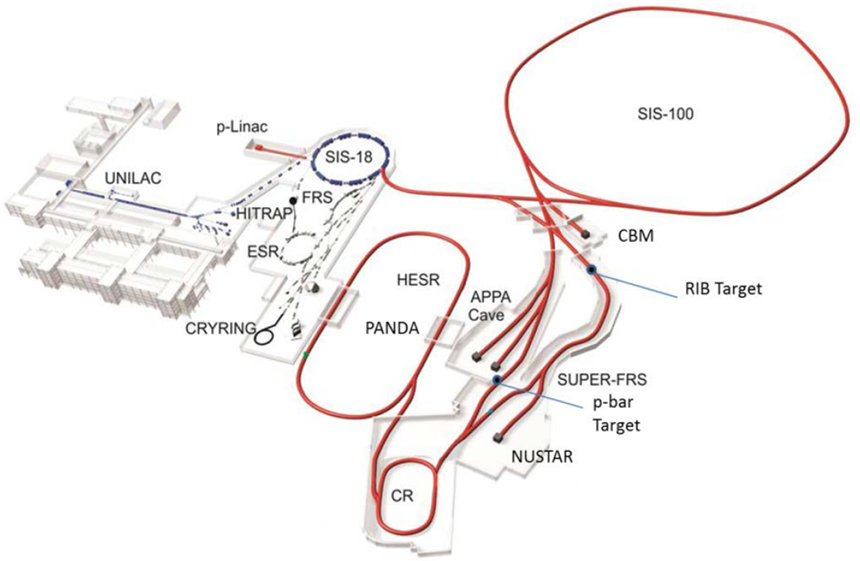 SIS-100
p-Linac
SIS-18
UNILAC
FRS
HITRAP
CBM
ESR
HESR
RIB Target
APPA
Cave
CRYRING
PANDA
SUPER-FRS
p-bar
Target
NUSTAR
CR